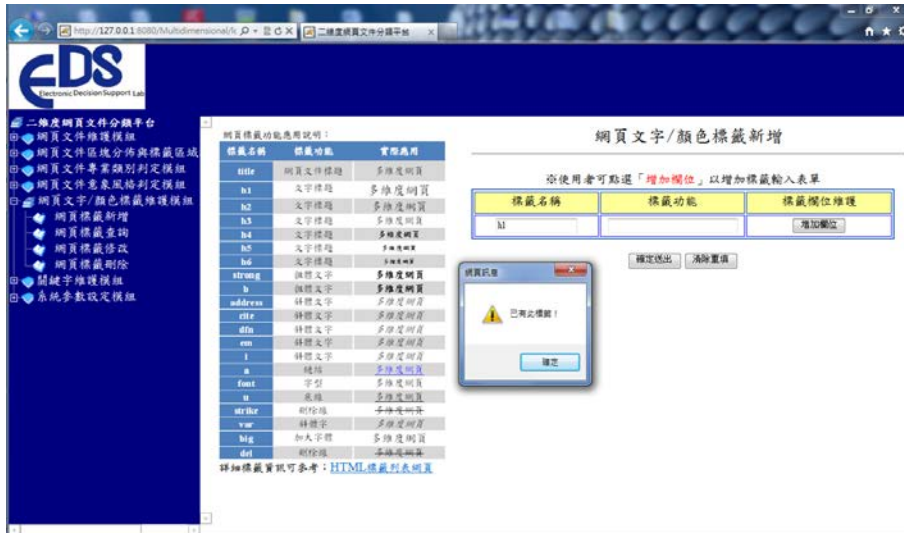 http://127.0.0.1:8080/Multidimensional/k
二維度網頁文件分類平台
EDS
Electronic Decision Support Lab
二維度網頁文件分類平台
網頁文件維護模組
網頁文件區塊分佈與標籤區域
網頁文件專業類別判定模組
網頁文件意象風格判定模組
網頁文字/顏色標籤維護模組
網頁標籤新增
網頁標籤查詢
網頁標籤修改
網頁標籤刪除
關鍵字維護模組
系統參數設定模組
網頁標籤功能應用說明：
標籤名稱 標籤功能 實際應用
title 網頁文件標題 多維度網頁
h1 文字標題 多維度網頁
h2 文字標題 多維度網頁
h3 文字標題 多維度網頁
h4 文字標題 多維度網頁
h5 文字標題 多維度網頁
h6 文字標題 多維度網頁
strong 粗體文字 多維度網頁
b 粗體文字 多維度網頁
address 斜體文字 多維度網頁
cite 斜體文字 多維度網頁
dfn 斜體文字 多維度網頁
em 斜體文字 多維度網頁
i 斜體文字 多維度網頁
a 連結 多維度網頁
font 字型 多維度網頁
u 底線 多維度網頁
strike 刪除線 多維度網頁
var 斜體字 多維度網頁
big 加大字體 多維度網頁
del 刪除線 多維度網頁
詳細標籤資訊可參考：HTML標籤列表網頁
網頁文字/顏色標籤新增
※使用者可點選「增加欄位」以增加標籤輸入表單
標籤名稱 標籤功能 標籤欄位維護
h1 增加欄位
確定送出 清除重填
網頁訊息
已有此標籤！
確定